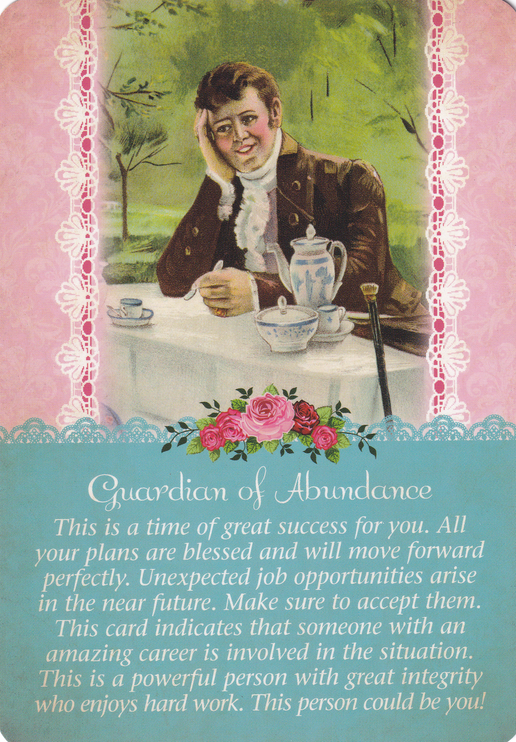 Guardian of Abundance
This is a time of great success for you. All
your plans are blessed and will move forward
perfectly. Unexpected job opportunities arise
in the near future. Make sure to accept them.
This card indicates that someone with an
amazing career is involved in the situation.
This is a powerful person with great integrity
who enjoys hard work. This person could be you!